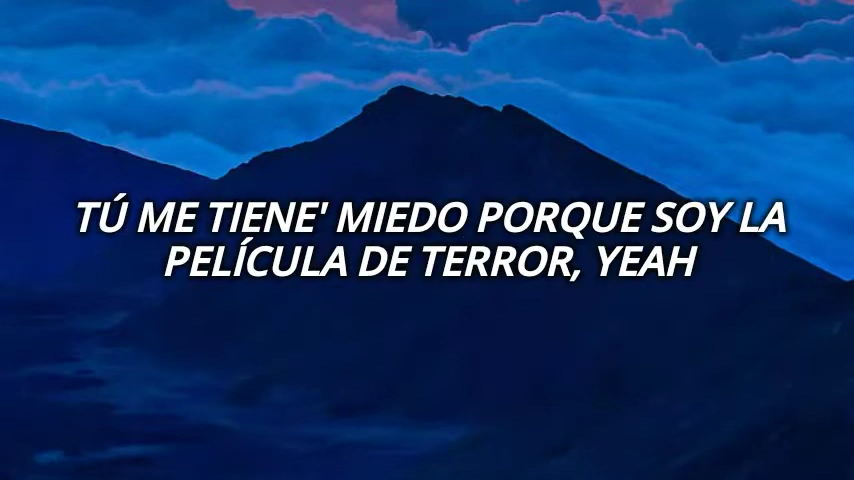 TÚ ME TIENE' MIEDO PORQUE SOY LA
PELÍCULA DE TERROR, YEAH